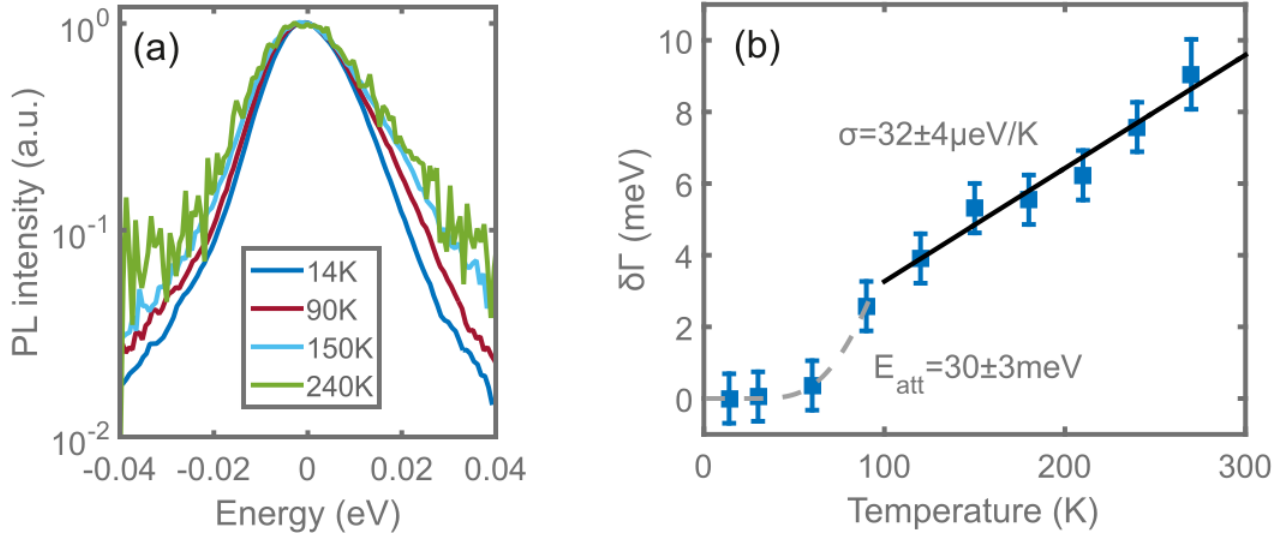 (a)
PL intensity (a.u.)
10^0
10^-1
10^-2
14K
90K
150K
240K
-0.04
-0.02
0
0.02
0.04
Energy (eV)
(b)
δΓ (meV)
10
8
6
4
2
0
σ=32±4μeV/K
E_att=30±3meV
0
100
200
300
Temperature (K)